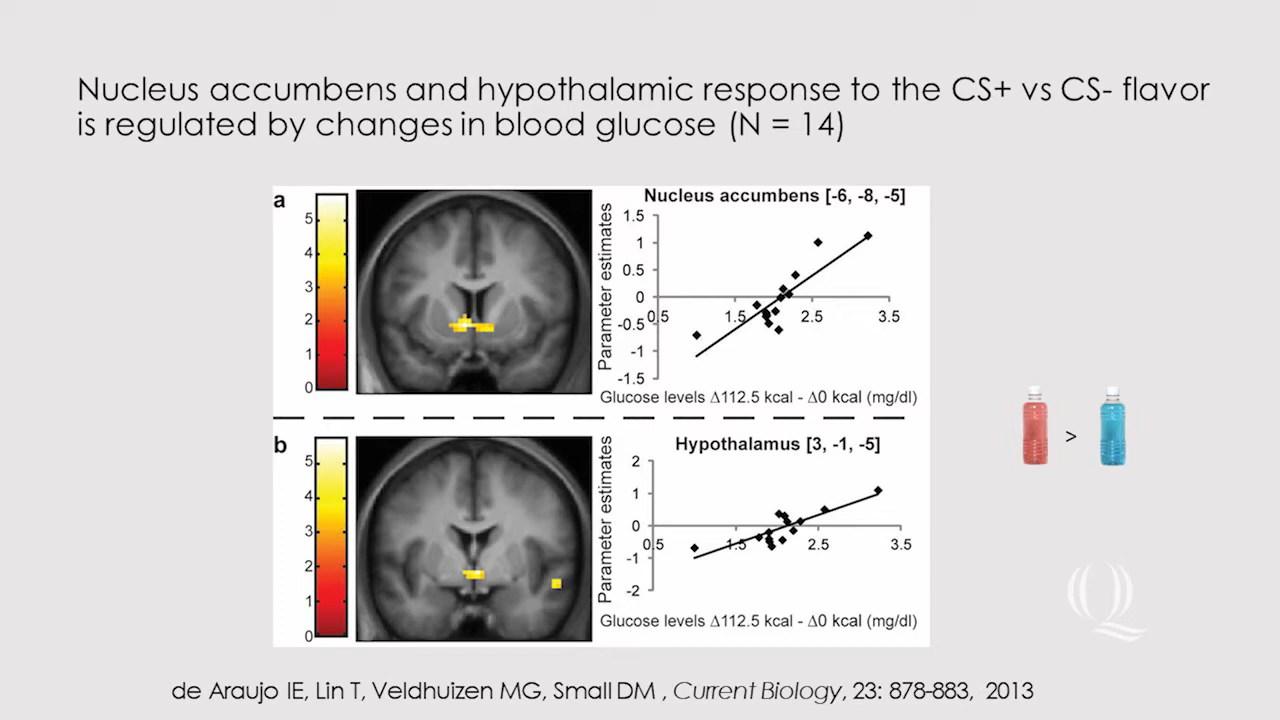 Nucleus accumbens and hypothalamic response to the CS+ vs CS- flavor
is regulated by changes in blood glucose (N = 14)
a
5
4
3
2
1
0
Nucleus accumbens [-6, -8, -5]
Parameter estimates
1.5
1
0.5
0
-0.5
-1
-1.5
0.5 1.5 2.5 3.5
Glucose levels Δ112.5 kcal - Δ0 kcal (mg/dl)
b
5
4
3
2
1
0
Hypothalamus [3, -1, -5]
Parameter estimates
2
1
0
-1
-2
0.5 1.5 2.5 3.5
Glucose levels Δ112.5 kcal - Δ0 kcal (mg/dl)
>
Q
de Araujo IE, Lin T, Veldhuizen MG, Small DM , Current Biology, 23: 878-883, 2013